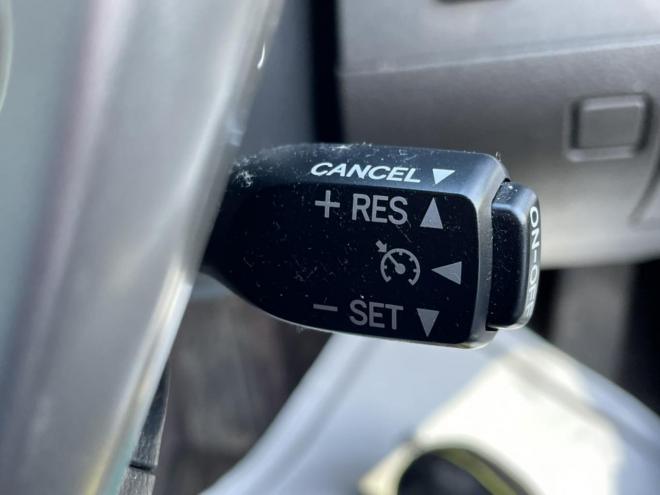 CANCEL ▼
+ RES ▲
◀
− SET ▼
ON-OFF